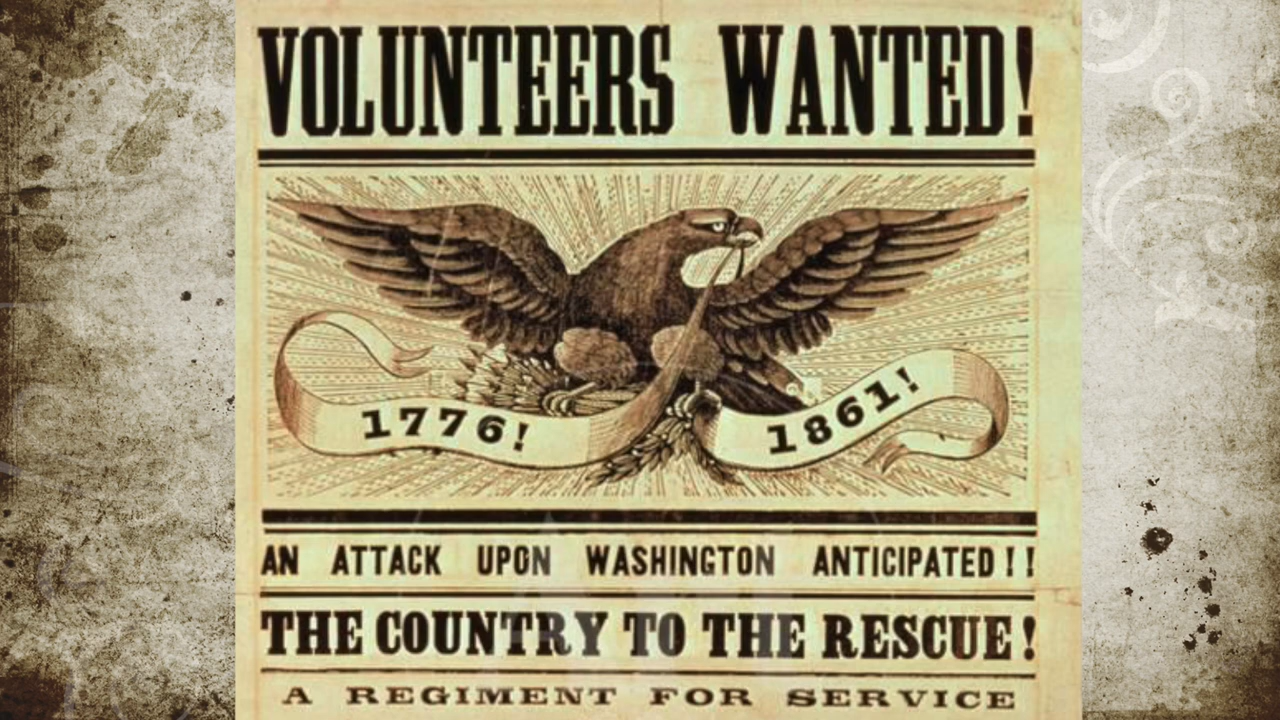 VOLUNTEERS WANTED!
1776! 1861!
AN ATTACK UPON WASHINGTON ANTICIPATED!!
THE COUNTRY TO THE RESCUE!
A REGIMENT FOR SERVICE